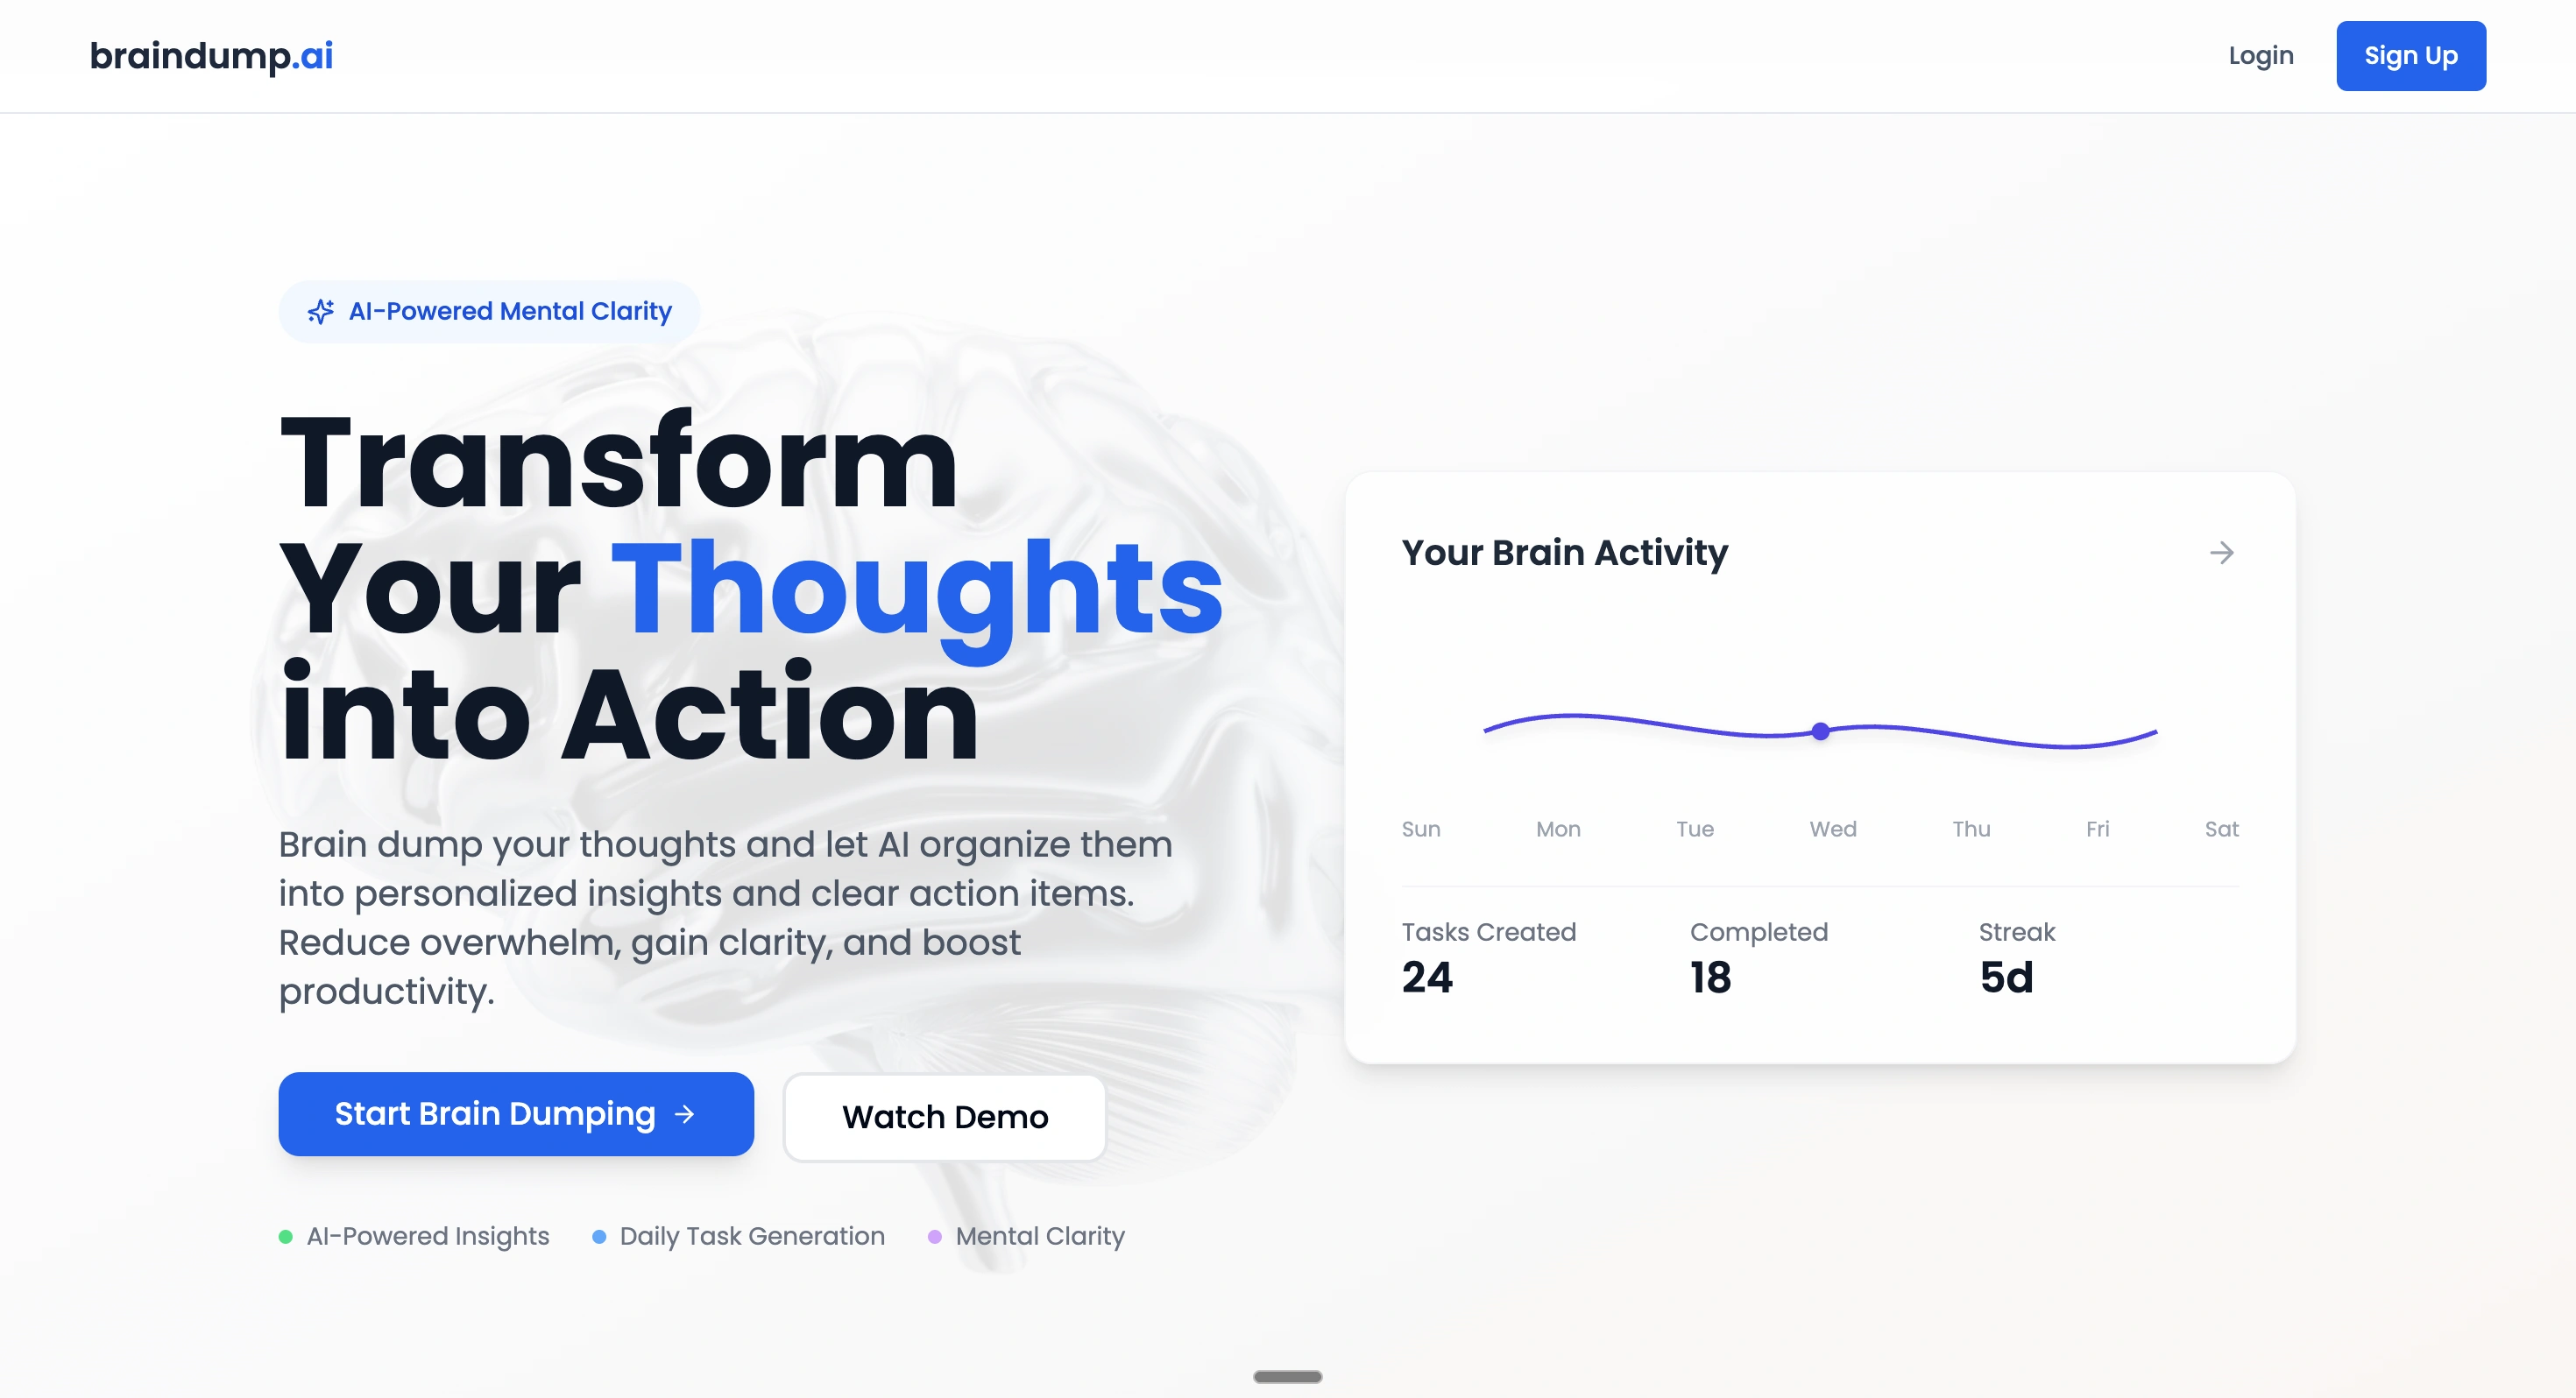 braindump.ai
Login
Sign Up
AI-Powered Mental Clarity
Transform
Your Thoughts
into Action
Brain dump your thoughts and let AI organize them
into personalized insights and clear action items.
Reduce overwhelm, gain clarity, and boost
productivity.
Start Brain Dumping
Watch Demo
AI-Powered Insights
Daily Task Generation
Mental Clarity
Your Brain Activity
Sun Mon Tue Wed Thu Fri Sat
Tasks Created
24
Completed
18
Streak
5d